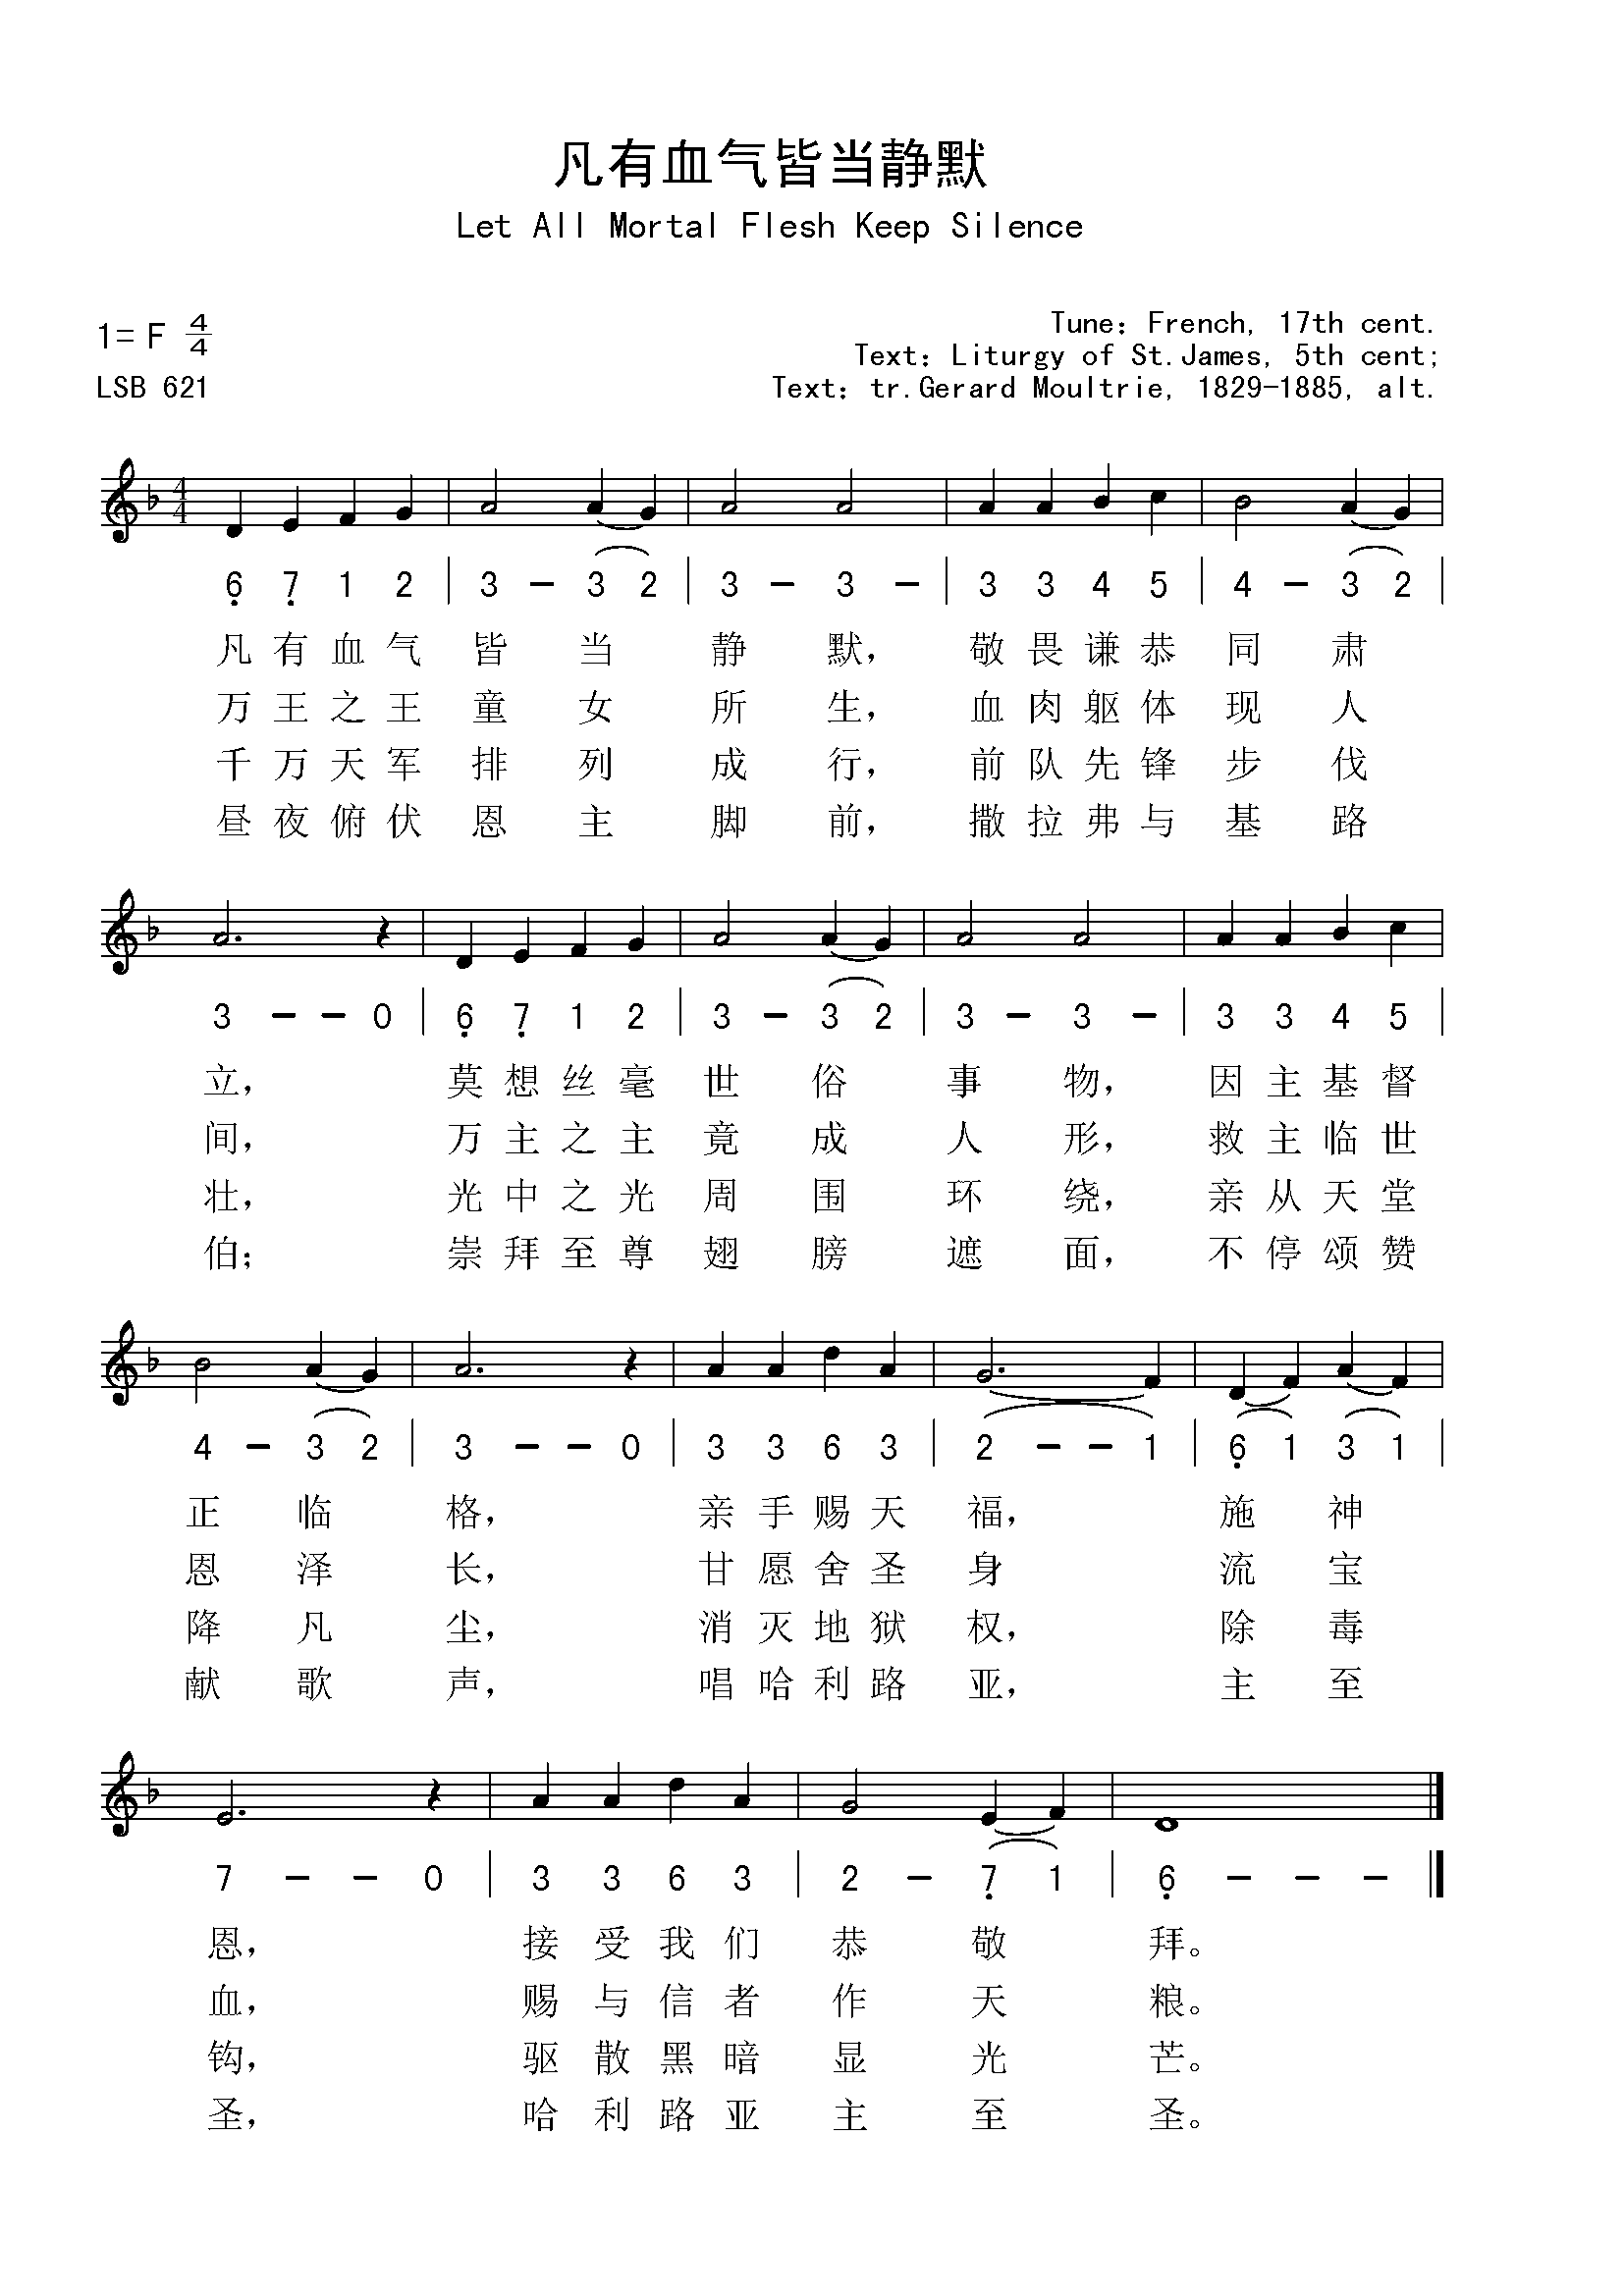 凡有血气皆当静默
Let All Mortal Flesh Keep Silence
1= F 4/4
Tune: French, 17th cent.
Text: Liturgy of St.James, 5th cent;
LSB 621
Text: tr.Gerard Moultrie, 1829-1885, alt.
6̣ 7̣ 1 2 | 3 - (3 2) | 3 - 3 - | 3 3 4 5 | 4 - (3 2) |
凡有血气 皆 当 静 默， 敬畏谦恭 同 肃
万王之王 童 女 所 生， 血肉躯体 现 人
千万天军 排 列 成 行， 前队先锋 步 伐
昼夜俯伏 恩 主 脚 前， 撒拉弗与 基 路
3 - - 0 | 6̣ 7̣ 1 2 | 3 - (3 2) | 3 - 3 - | 3 3 4 5 |
立， 莫想丝毫 世 俗 事 物， 因主基督
间， 万主之主 竟 成 人 形， 救主临世
壮， 光中之光 周 围 环 绕， 亲从天堂
伯； 崇拜至尊 翅 膀 遮 面， 不停颂赞
4 - (3 2) | 3 - - 0 | 3 3 6 3 | (2 - - 1) | (6̣ 1) (3 1) |
正 临 格， 亲手赐天 福， 施 神
恩 泽 长， 甘愿舍圣 身 流 宝
降 凡 尘， 消灭地狱 权， 除 毒
献 歌 声， 唱哈利路 亚， 主 至
7 - - 0 | 3 3 6 3 | 2 - (7̣ 1) | 6̣ - - - |
恩， 接受我们 恭 敬 拜。
血， 赐与信者 作 天 粮。
钩， 驱散黑暗 显 光 芒。
圣， 哈利路亚 主 至 圣。